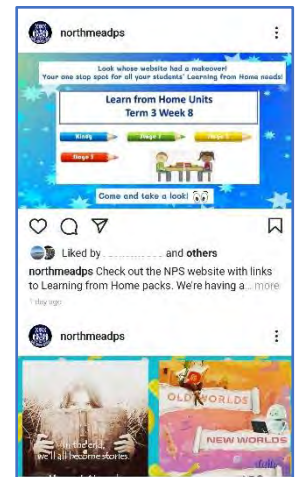 northmeadps
Look whose website had a makeover!
Your one stop spot for all your students' Learning from Home needs!
Learn from Home Units
Term 3 Week 8
Kindy
Stage 1
Stage 2
Stage 3
Come and take a look!
Liked by
and others
northmeadps Check out the NPS website with links
to Learning from Home packs. We're having a... more
1 day ago
northmeadps
In the end,
we'll all become stories.
OLD WORLDS
NEW WORLDS